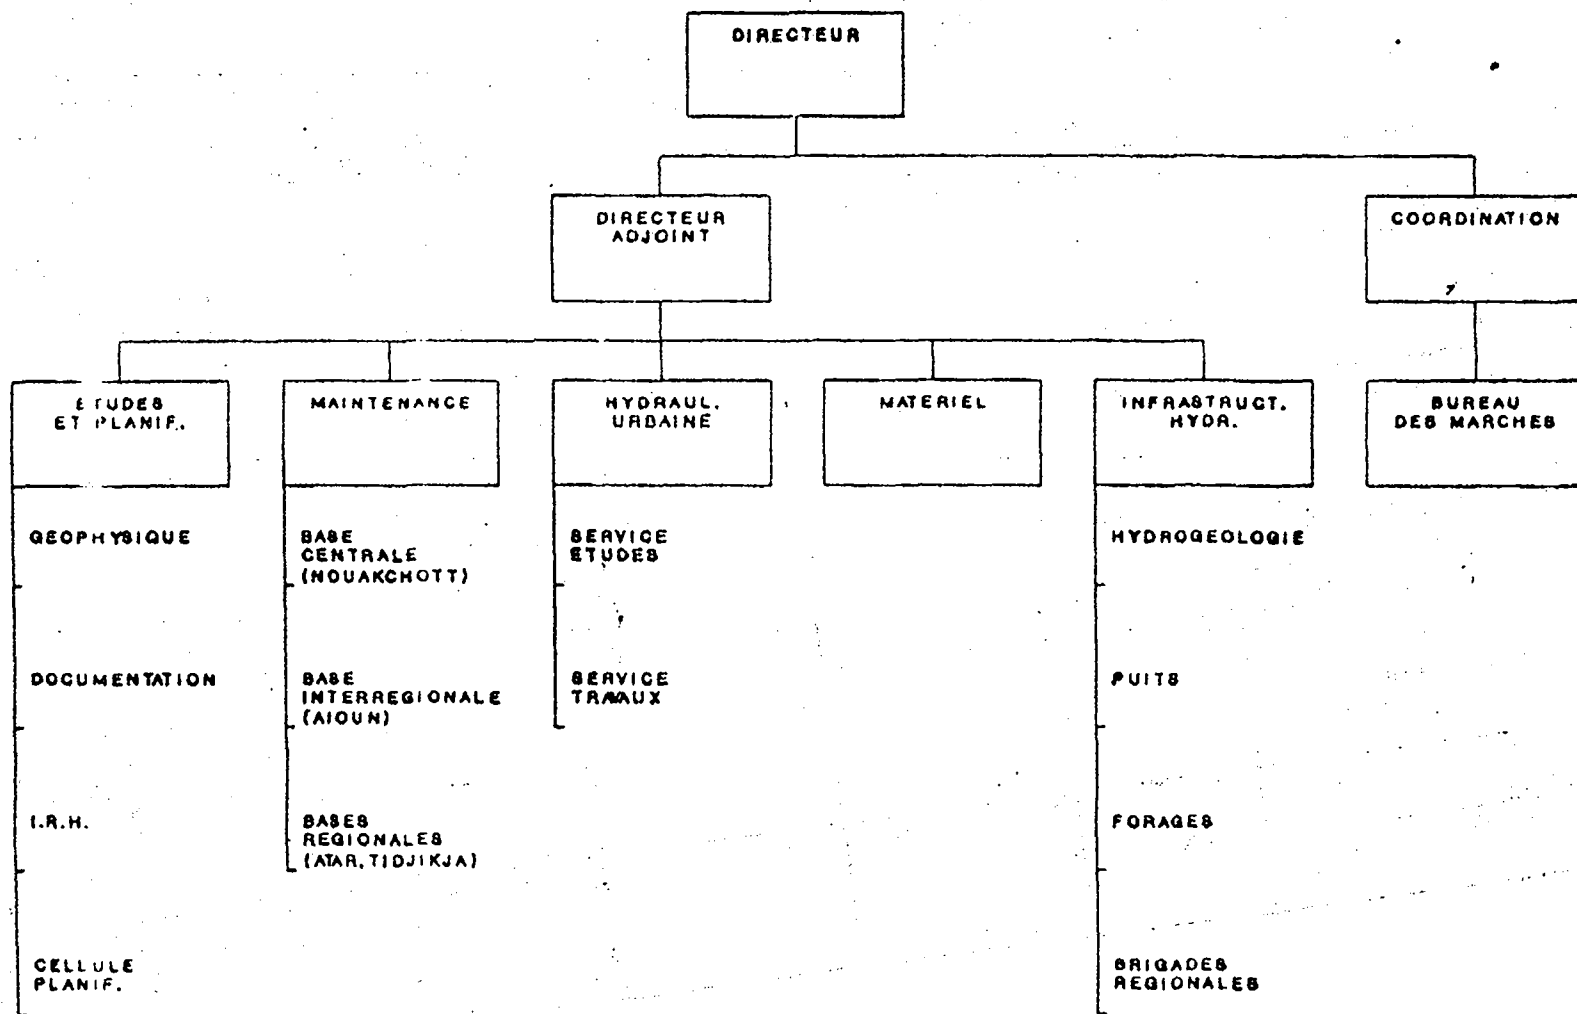 DIRECTEUR
DIRECTEUR
ADJOINT
COORDINATION
ETUDES
ET PLANIF.
MAINTENANCE
HYDRAUL.
URBAINE
MATERIEL
INFRASTRUCT.
HYDR.
BUREAU
DES MARCHES
GEOPHYSIQUE
DOCUMENTATION
I.R.H.
CELLULE
PLANIF.
BASE
CENTRALE
(NOUAKCHOTT)
BASE
INTERREGIONALE
(AIOUN)
BASES
REGIONALES
(ATAR, TIDJIKJA)
SERVICE
ETUDES
SERVICE
TRAVAUX
HYDROGEOLOGIE
PUITS
FORAGES
BRIGADES
REGIONALES